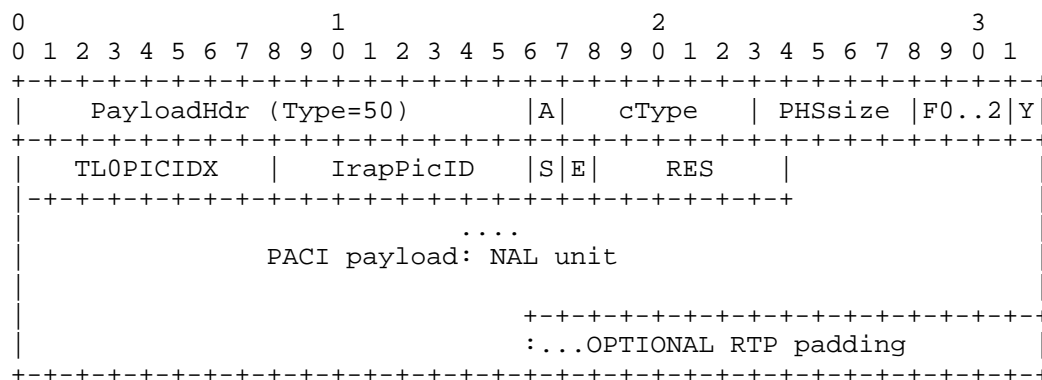 0                   1                   2                   3
0 1 2 3 4 5 6 7 8 9 0 1 2 3 4 5 6 7 8 9 0 1 2 3 4 5 6 7 8 9 0 1
+-+-+-+-+-+-+-+-+-+-+-+-+-+-+-+-+-+-+-+-+-+-+-+-+-+-+-+-+-+-+-+-+
|    PayloadHdr (Type=50)       |A|   cType   | PHSsize |F0..2|Y|
+-+-+-+-+-+-+-+-+-+-+-+-+-+-+-+-+-+-+-+-+-+-+-+-+-+-+-+-+-+-+-+-+
|   TL0PICIDX   |   IrapPicID   |S|E|    RES    |               |
|-+-+-+-+-+-+-+-+-+-+-+-+-+-+-+-+-+-+-+-+-+-+-+-+               |
|                           ....                                |
|               PACI payload: NAL unit                          |
|                                                               |
|                               +-+-+-+-+-+-+-+-+-+-+-+-+-+-+-+-+
|                               :...OPTIONAL RTP padding        |
+-+-+-+-+-+-+-+-+-+-+-+-+-+-+-+-+-+-+-+-+-+-+-+-+-+-+-+-+-+-+-+-+